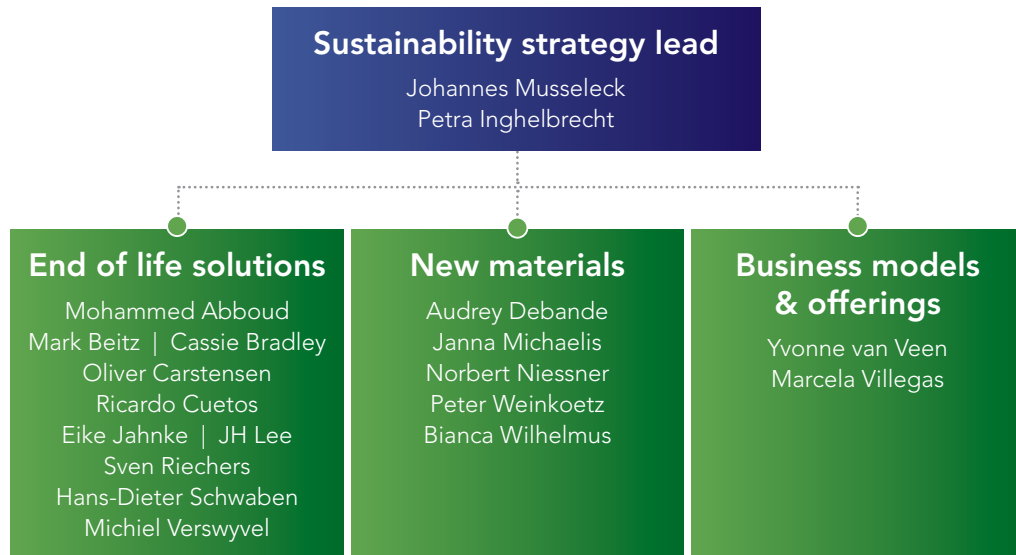 Sustainability strategy lead
Johannes Musseleck
Petra Inghelbrecht
End of life solutions
Mohammed Abboud
Mark Beitz | Cassie Bradley
Oliver Carstensen
Ricardo Cuetos
Eike Jahnke | JH Lee
Sven Riechers
Hans-Dieter Schwaben
Michiel Verswyvel
New materials
Audrey Debande
Janna Michaelis
Norbert Niessner
Peter Weinkoetz
Bianca Wilhelmus
Business models
& offerings
Yvonne van Veen
Marcela Villegas